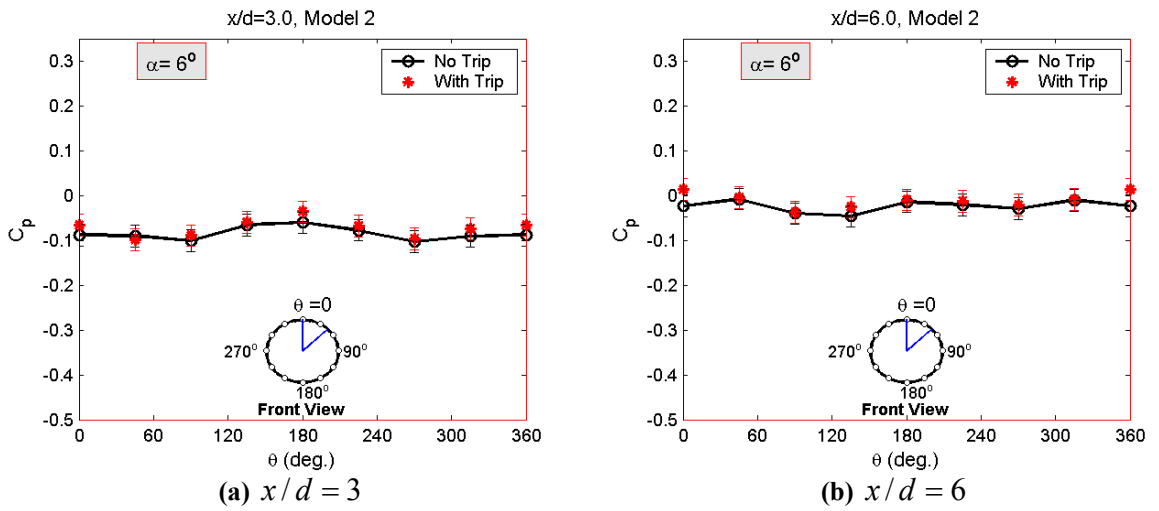 x/d=3.0, Model 2
α= 6°
No Trip
With Trip
0.3
0.2
0.1
0
-0.1
-0.2
-0.3
-0.4
-0.5
Cp
θ =0
270°
90°
180°
Front View
0
60
120
180
240
300
360
θ (deg.)
(a) x / d = 3
x/d=6.0, Model 2
α= 6°
No Trip
With Trip
0.3
0.2
0.1
0
-0.1
-0.2
-0.3
-0.4
-0.5
Cp
θ =0
270°
90°
180°
Front View
0
60
120
180
240
300
360
θ (deg.)
(b) x / d = 6